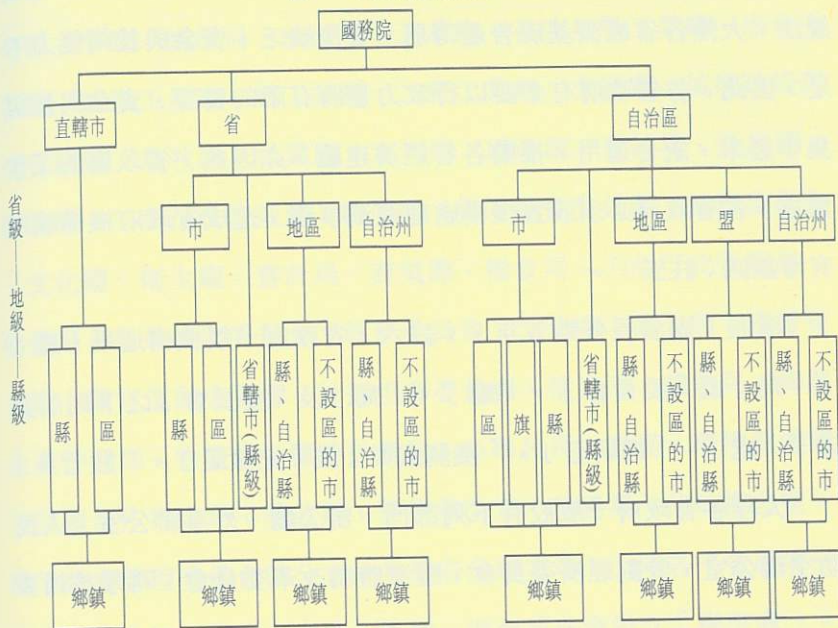 國務院
直轄市
省
自治區
市
地區
自治州
市
地區
盟
自治州
省級——地級——縣級
縣
區
縣
區
省轄市(縣級)
縣、自治縣
不設區的市
縣、自治縣
不設區的市
區
旗
縣
省轄市(縣級)
縣、自治縣
不設區的市
縣、自治縣
不設區的市
縣、自治縣
不設區的市
鄉鎮
鄉鎮
鄉鎮
鄉鎮
鄉鎮
鄉鎮
鄉鎮
鄉鎮